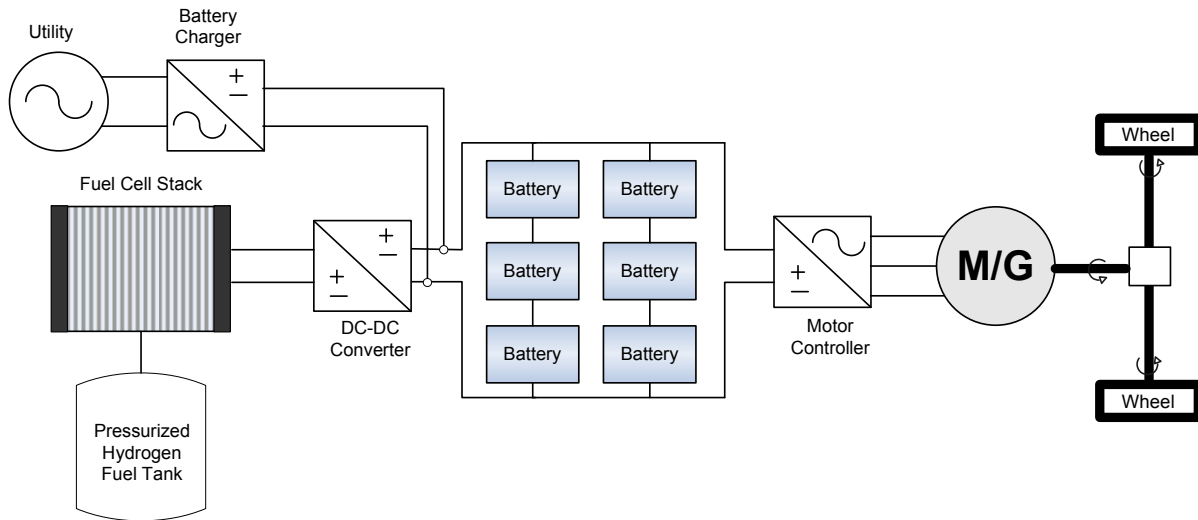 Utility
Battery
Charger
Fuel Cell Stack
Pressurized
Hydrogen
Fuel Tank
DC-DC
Converter
Battery
Battery
Battery
Battery
Battery
Battery
Motor
Controller
M/G
Wheel
Wheel